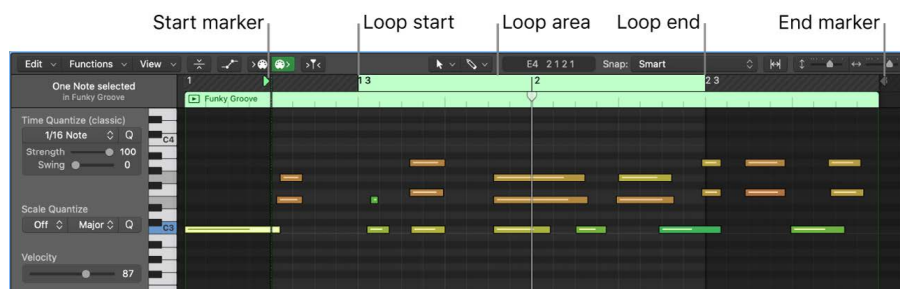 Start marker Loop start Loop area Loop end End marker
Edit Functions View E4 2 1 2 1 Snap: Smart
One Note selected 1 1 3 2 2 3
in Funky Groove Funky Groove
Time Quantize (classic)
1/16 Note Q C4
Strength 100
Swing 0
Scale Quantize
Off Major Q C3
Velocity
87